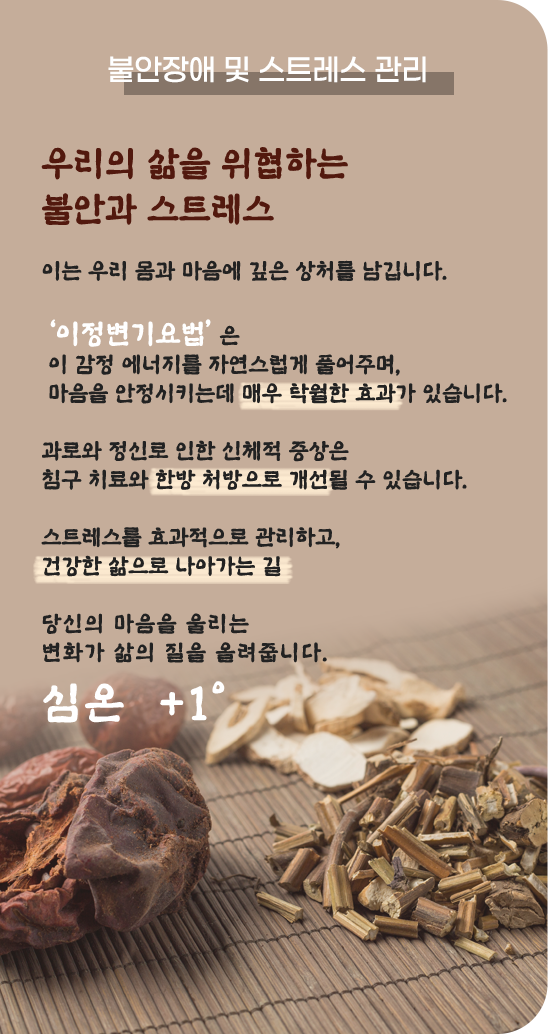 불안장애 및 스트레스 관리
우리의 삶을 위협하는
불안과 스트레스
이는 우리 몸과 마음에 깊은 상처를 남깁니다.
‘이정변기요법’ 은
이 감정 에너지를 자연스럽게 풀어주며,
마음을 안정시키는데 매우 탁월한 효과가 있습니다.
과로와 정신로 인한 신체적 증상은
침구 치료와 한방 처방으로 개선될 수 있습니다.
스트레스를 효과적으로 관리하고,
건강한 삶으로 나아가는 길
당신의 마음을 울리는
변화가 삶의 질을 올려줍니다.
심온 +1°